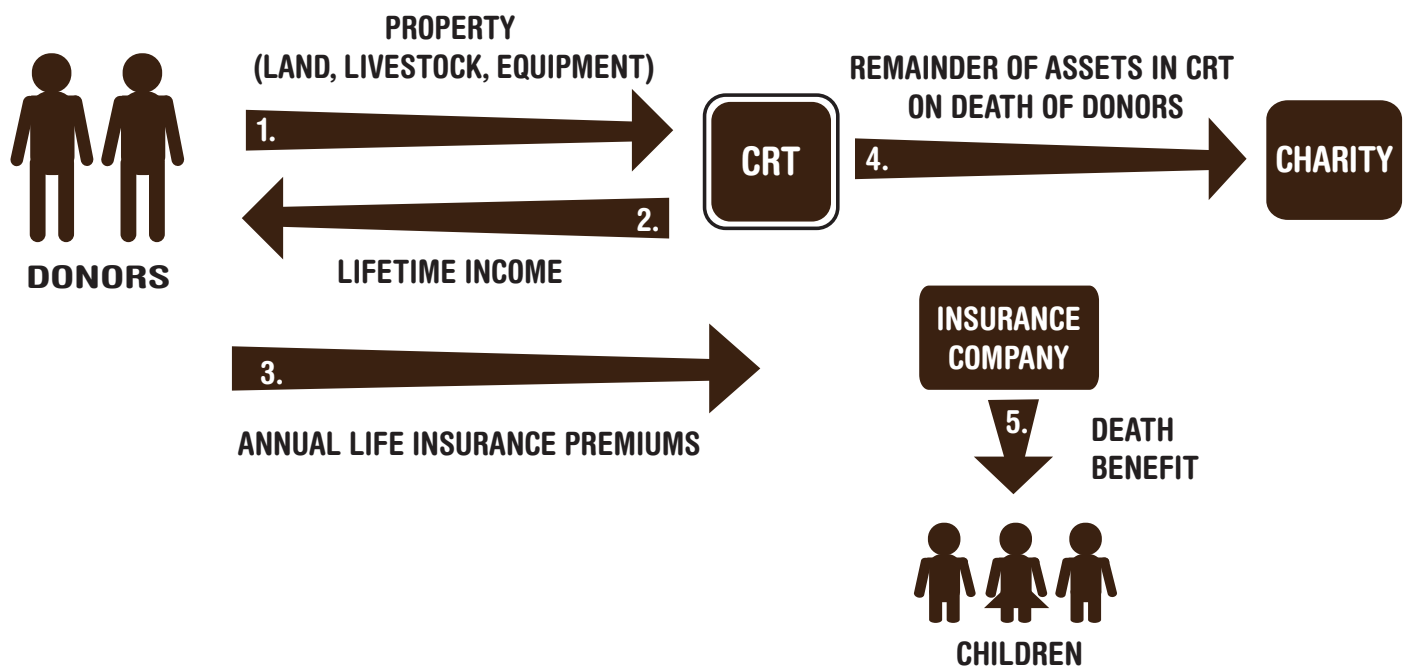 PROPERTY
(LAND, LIVESTOCK, EQUIPMENT)
1.
REMAINDER OF ASSETS IN CRT
ON DEATH OF DONORS
CRT
4.
CHARITY
2.
DONORS
LIFETIME INCOME
INSURANCE
COMPANY
3.
ANNUAL LIFE INSURANCE PREMIUMS
5.
DEATH
BENEFIT
CHILDREN